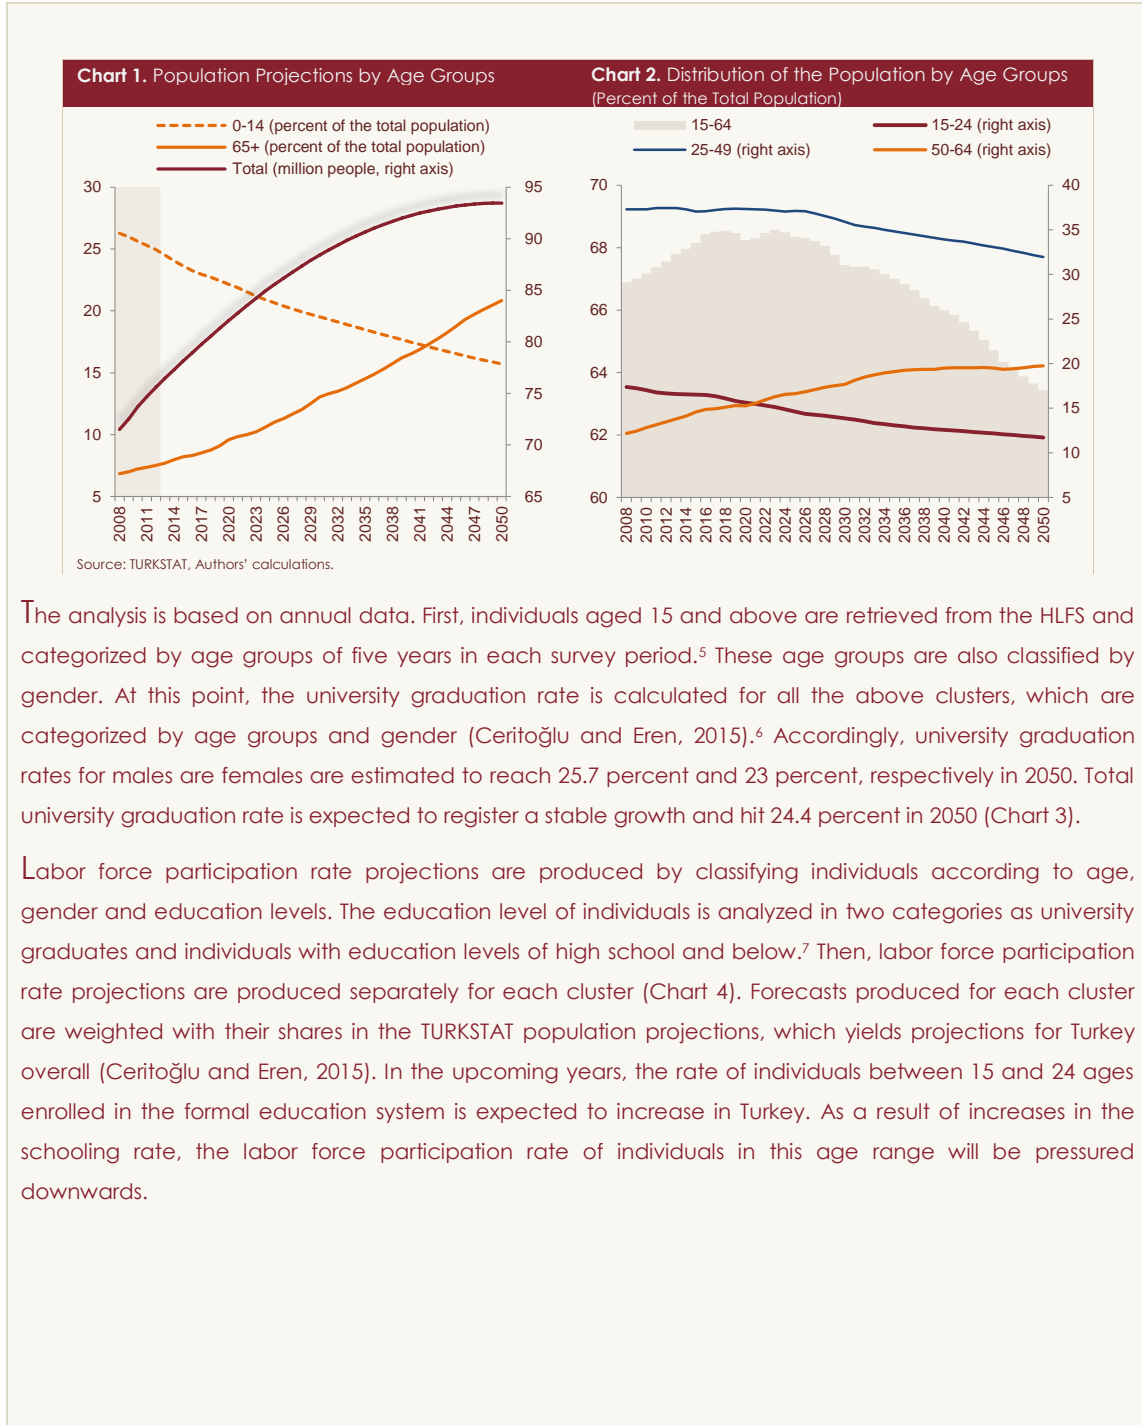 Chart 1. Population Projections by Age Groups
0-14 (percent of the total population)
65+ (percent of the total population)
Total (million people, right axis)
30
25
20
15
10
5
95
90
85
80
75
70
65
2008
2011
2014
2017
2020
2023
2026
2029
2032
2035
2038
2041
2044
2047
2050
Source: TURKSTAT, Authors' calculations.
Chart 2. Distribution of the Population by Age Groups
(Percent of the Total Population)
15-64
15-24 (right axis)
25-49 (right axis)
50-64 (right axis)
70
68
66
64
62
60
40
35
30
25
20
15
10
5
2008
2010
2012
2014
2016
2018
2020
2022
2024
2026
2028
2030
2032
2034
2036
2038
2040
2042
2044
2046
2048
2050
The analysis is based on annual data. First, individuals aged 15 and above are retrieved from the HLFS and
categorized by age groups of five years in each survey period.⁵ These age groups are also classified by
gender. At this point, the university graduation rate is calculated for all the above clusters, which are
categorized by age groups and gender (Ceritoğlu and Eren, 2015).⁶ Accordingly, university graduation
rates for males are females are estimated to reach 25.7 percent and 23 percent, respectively in 2050. Total
university graduation rate is expected to register a stable growth and hit 24.4 percent in 2050 (Chart 3).
Labor force participation rate projections are produced by classifying individuals according to age,
gender and education levels. The education level of individuals is analyzed in two categories as university
graduates and individuals with education levels of high school and below.⁷ Then, labor force participation
rate projections are produced separately for each cluster (Chart 4). Forecasts produced for each cluster
are weighted with their shares in the TURKSTAT population projections, which yields projections for Turkey
overall (Ceritoğlu and Eren, 2015). In the upcoming years, the rate of individuals between 15 and 24 ages
enrolled in the formal education system is expected to increase in Turkey. As a result of increases in the
schooling rate, the labor force participation rate of individuals in this age range will be pressured
downwards.